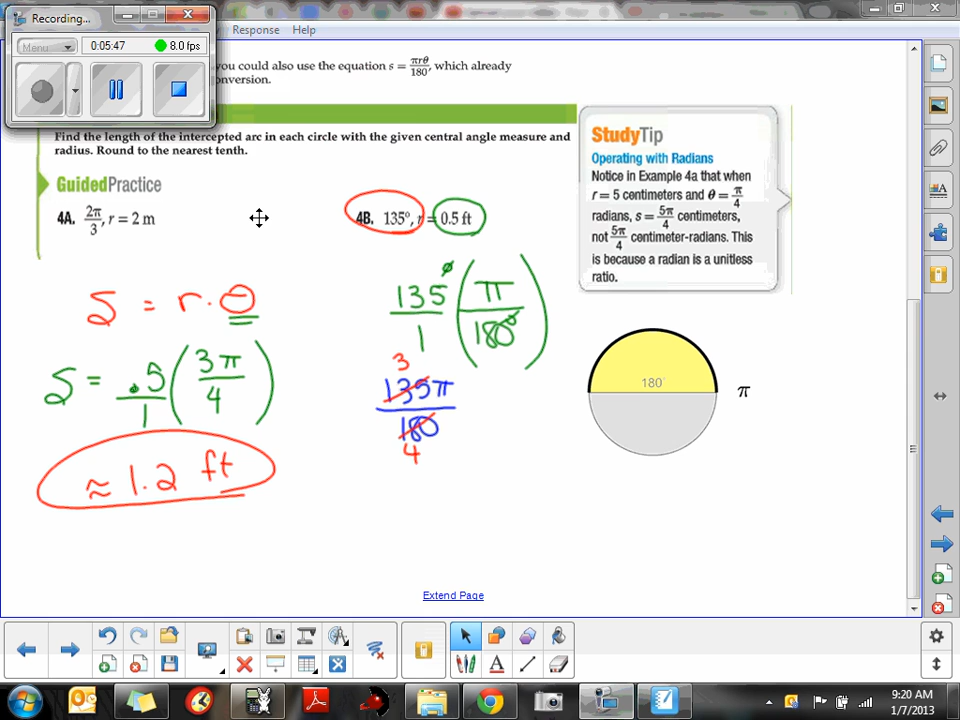 Recording...
Menu
0:05:47
8.0 fps
Response Help
you could also use the equation s = πrθ/180°, which already
onversion.
Find the length of the intercepted arc in each circle with the given central angle measure and
radius. Round to the nearest tenth.
GuidedPractice
4A. 2π/3, r = 2 m
4B. 135°, r = 0.5 ft
StudyTip
Operating with Radians
Notice in Example 4a that when
r = 5 centimeters and θ = π/4
radians, s = 5π/4 centimeters,
not 5π/4 centimeter-radians. This
is because a radian is a unitless
ratio.
S = r · θ
S = .5/1 (3π/4)
≈ 1.2 ft
135°/1 (π/180°)
3
135π/180
4
180°
π
Extend Page
9:20 AM
1/7/2013